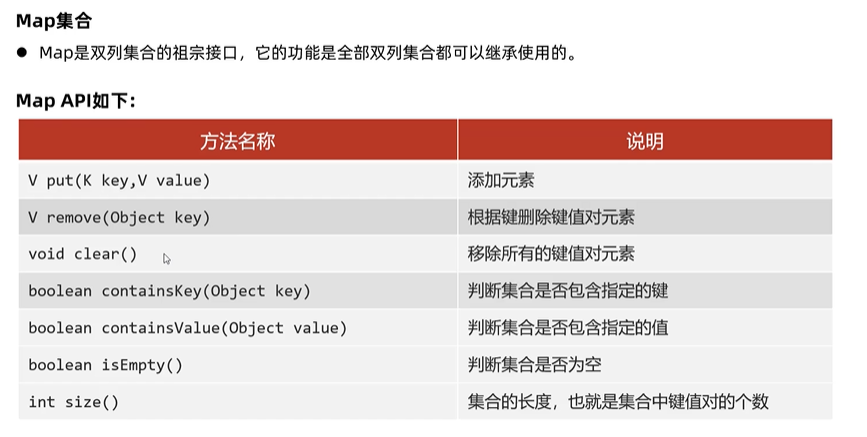 Map集合
● Map是双列集合的祖宗接口，它的功能是全部双列集合都可以继承使用的。
Map API如下：
方法名称 说明
V put(K key,V value) 添加元素
V remove(Object key) 根据键删除键值对元素
void clear() 移除所有的键值对元素
boolean containsKey(Object key) 判断集合是否包含指定的键
boolean containsValue(Object value) 判断集合是否包含指定的值
boolean isEmpty() 判断集合是否为空
int size() 集合的长度，也就是集合中键值对的个数